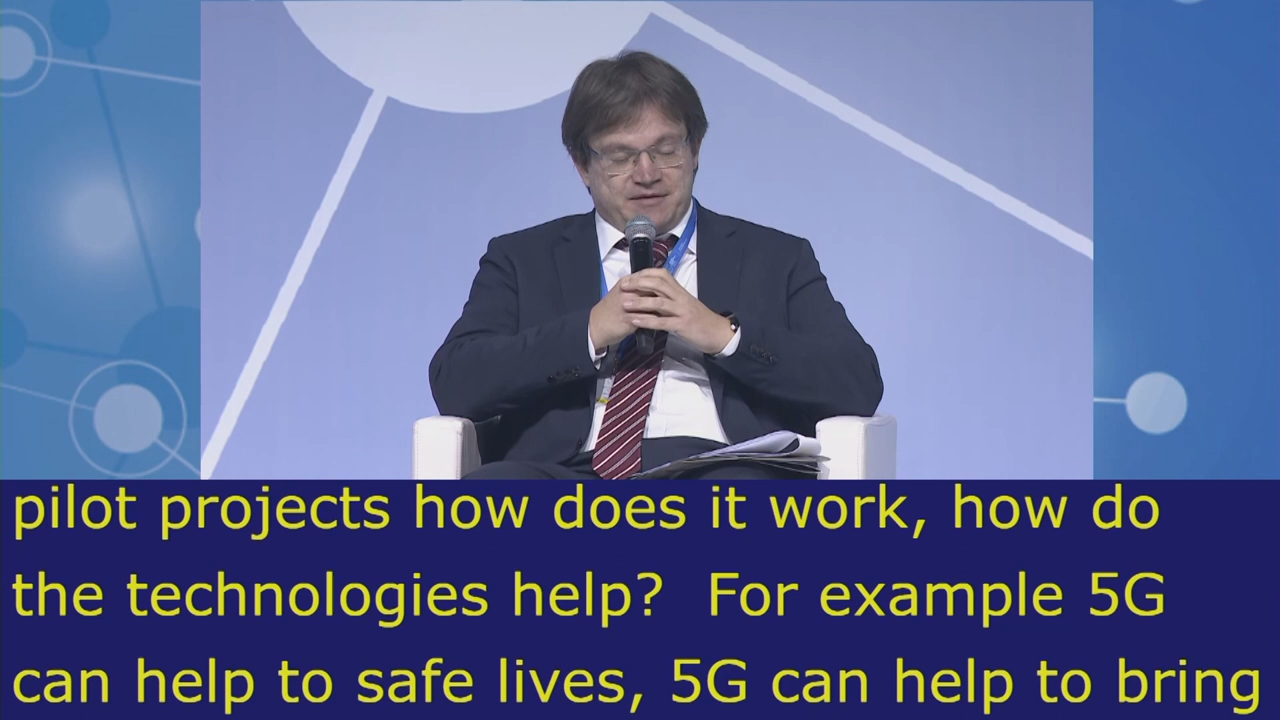 pilot projects how does it work, how do
the technologies help?  For example 5G
can help to safe lives, 5G can help to bring